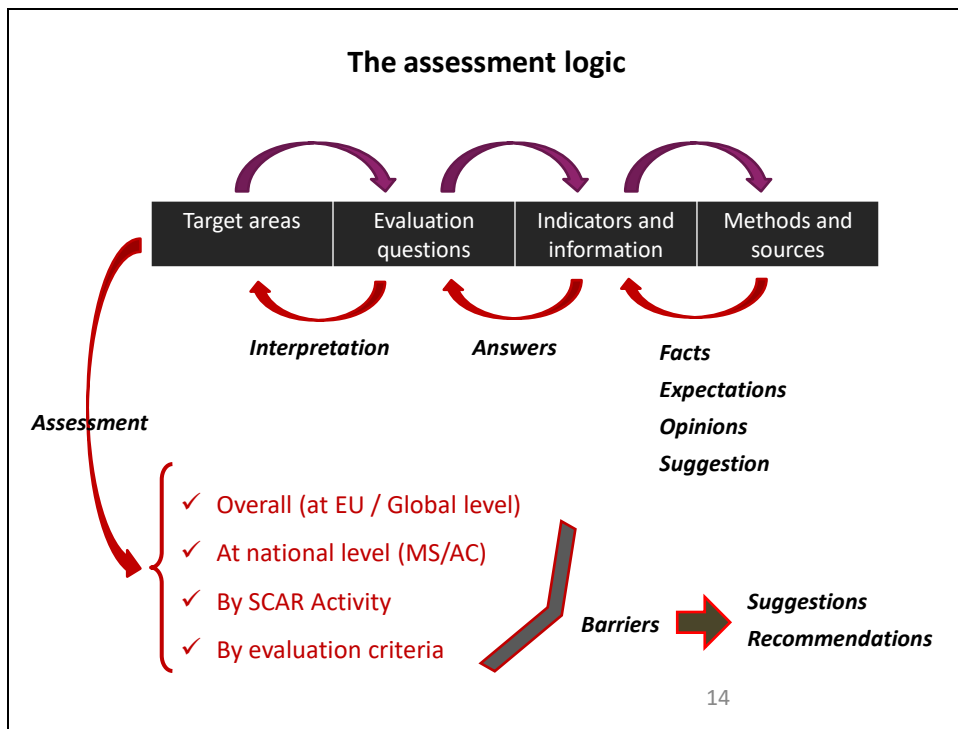 The assessment logic
Target areas
Evaluation
questions
Indicators and
information
Methods and
sources
Interpretation
Answers
Facts
Expectations
Opinions
Suggestion
Assessment
✓ Overall (at EU / Global level)
✓ At national level (MS/AC)
✓ By SCAR Activity
✓ By evaluation criteria
Barriers
Suggestions
Recommendations
14